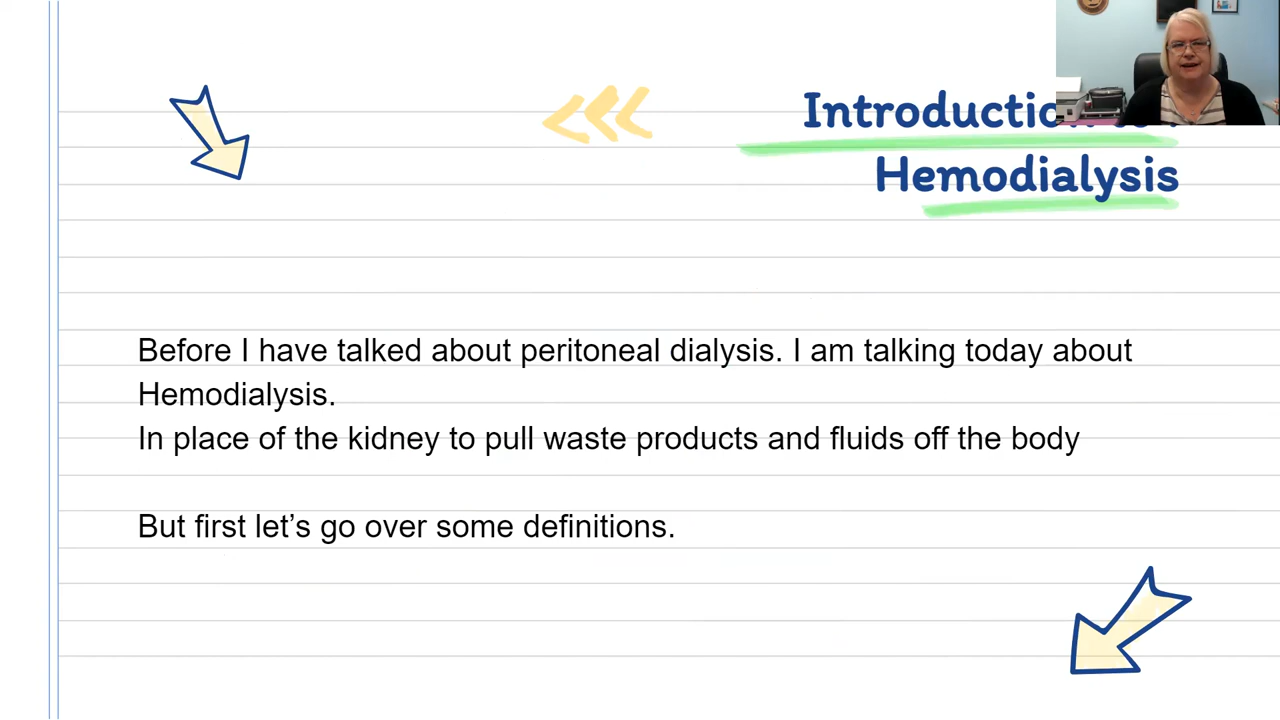 Introductio
Hemodialysis
Before I have talked about peritoneal dialysis. I am talking today about
Hemodialysis.
In place of the kidney to pull waste products and fluids off the body
But first let's go over some definitions.